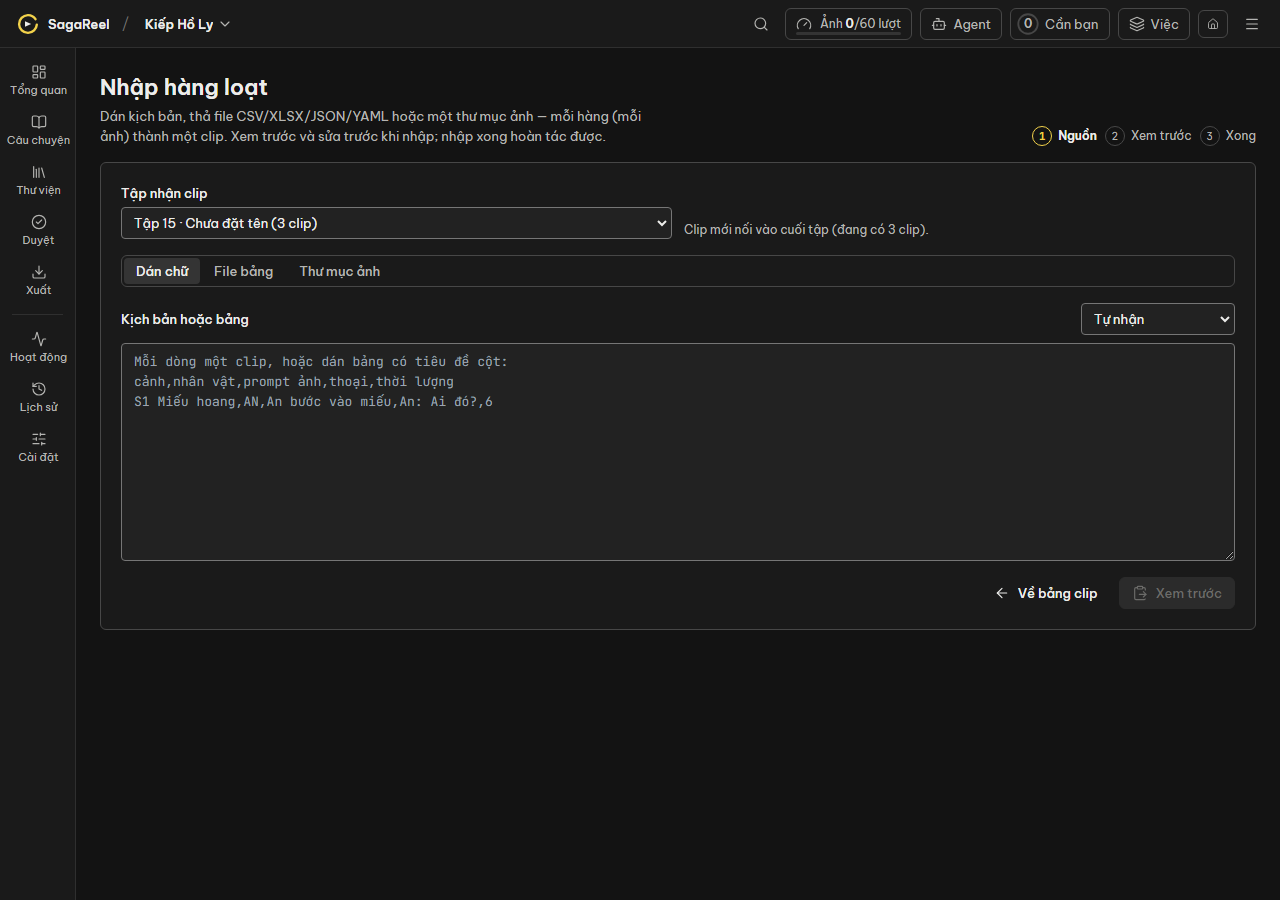 SagaReel / Kiếp Hồ Ly
Ảnh 0/60 lượt
Agent
0 Cần bạn
Việc
Tổng quan
Câu chuyện
Thư viện
Duyệt
Xuất
Hoạt động
Lịch sử
Cài đặt
Nhập hàng loạt
Dán kịch bản, thả file CSV/XLSX/JSON/YAML hoặc một thư mục ảnh — mỗi hàng (mỗi
ảnh) thành một clip. Xem trước và sửa trước khi nhập; nhập xong hoàn tác được.
1 Nguồn 2 Xem trước 3 Xong
Tập nhận clip
Tập 15 · Chưa đặt tên (3 clip)
Clip mới nối vào cuối tập (đang có 3 clip).
Dán chữ File bảng Thư mục ảnh
Kịch bản hoặc bảng
Tự nhận
Mỗi dòng một clip, hoặc dán bảng có tiêu đề cột:
cảnh,nhân vật,prompt ảnh,thoại,thời lượng
S1 Miếu hoang,AN,An bước vào miếu,An: Ai đó?,6
Về bảng clip
Xem trước